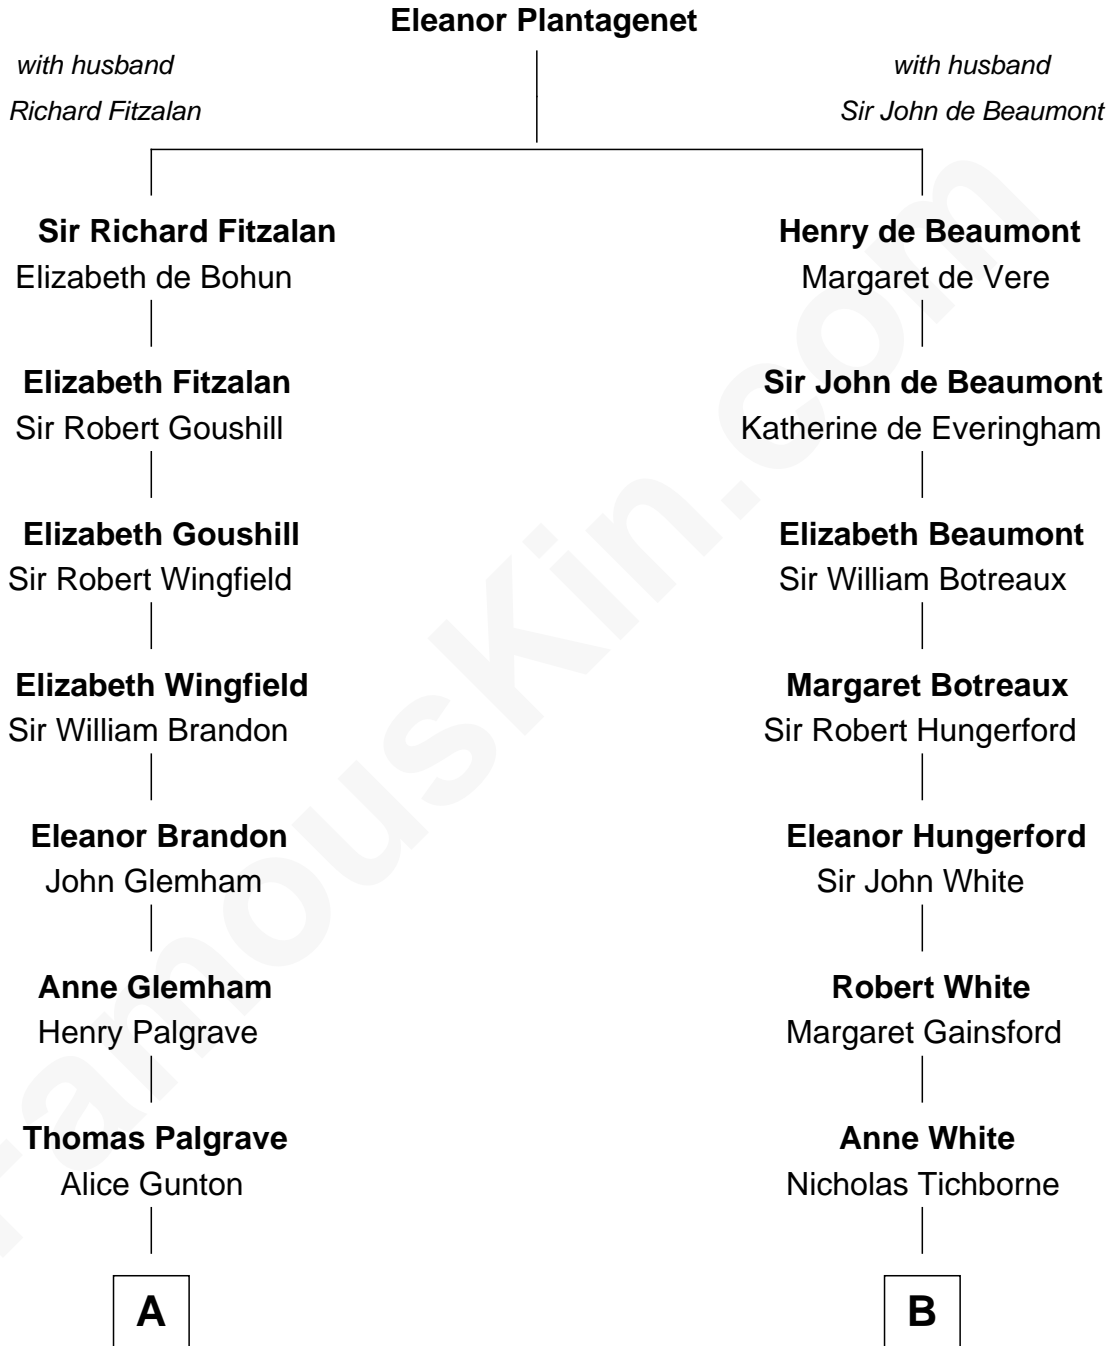 Eleanor Plantagenet
with husband
Richard Fitzalan
with husband
Sir John de Beaumont
Sir Richard Fitzalan
Elizabeth de Bohun
Henry de Beaumont
Margaret de Vere
Elizabeth Fitzalan
Sir Robert Goushill
Sir John de Beaumont
Katherine de Everingham
Elizabeth Goushill
Sir Robert Wingfield
Elizabeth Beaumont
Sir William Botreaux
Elizabeth Wingfield
Sir William Brandon
Margaret Botreaux
Sir Robert Hungerford
Eleanor Brandon
John Glemham
Eleanor Hungerford
Sir John White
Anne Glemham
Henry Palgrave
Robert White
Margaret Gainsford
Thomas Palgrave
Alice Gunton
Anne White
Nicholas Tichborne
A
B
FamousKin.com